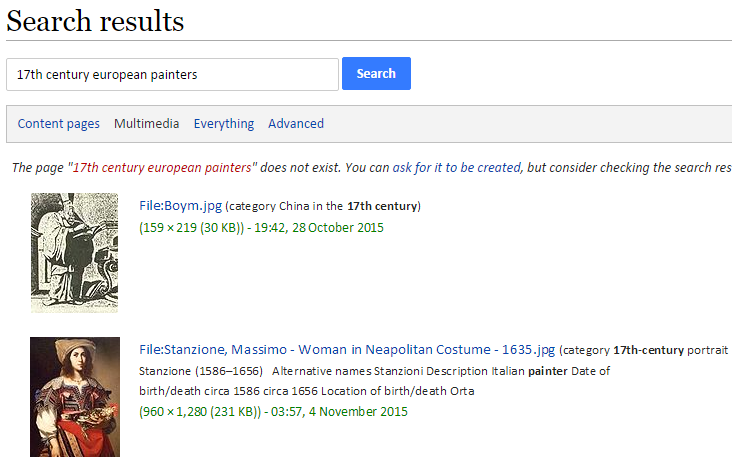 Search results
17th century european painters
Search
Content pages Multimedia Everything Advanced
The page "17th century european painters" does not exist. You can ask for it to be created, but consider checking the search res
File:Boym.jpg (category China in the 17th century)
(159 × 219 (30 KB)) - 19:42, 28 October 2015
File:Stanzione, Massimo - Woman in Neapolitan Costume - 1635.jpg (category 17th-century portrait
Stanzione (1586–1656) Alternative names Stanzioni Description Italian painter Date of
birth/death circa 1586 circa 1656 Location of birth/death Orta
(960 × 1,280 (231 KB)) - 03:57, 4 November 2015